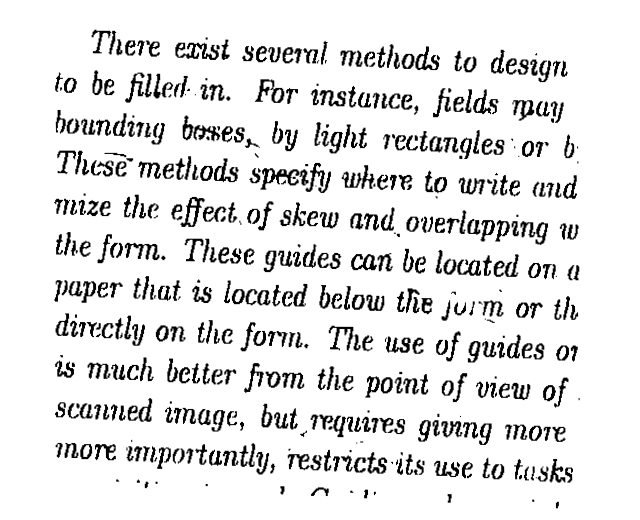 There exist several methods to design
to be filled in. For instance, fields may
bounding boxes, by light rectangles or b
These methods specify where to write and
mize the effect of skew and overlapping w
the form. These guides can be located on a
paper that is located below the form or th
directly on the form. The use of guides on
is much better from the point of view of
scanned image, but requires giving more
more importantly, restricts its use to tasks